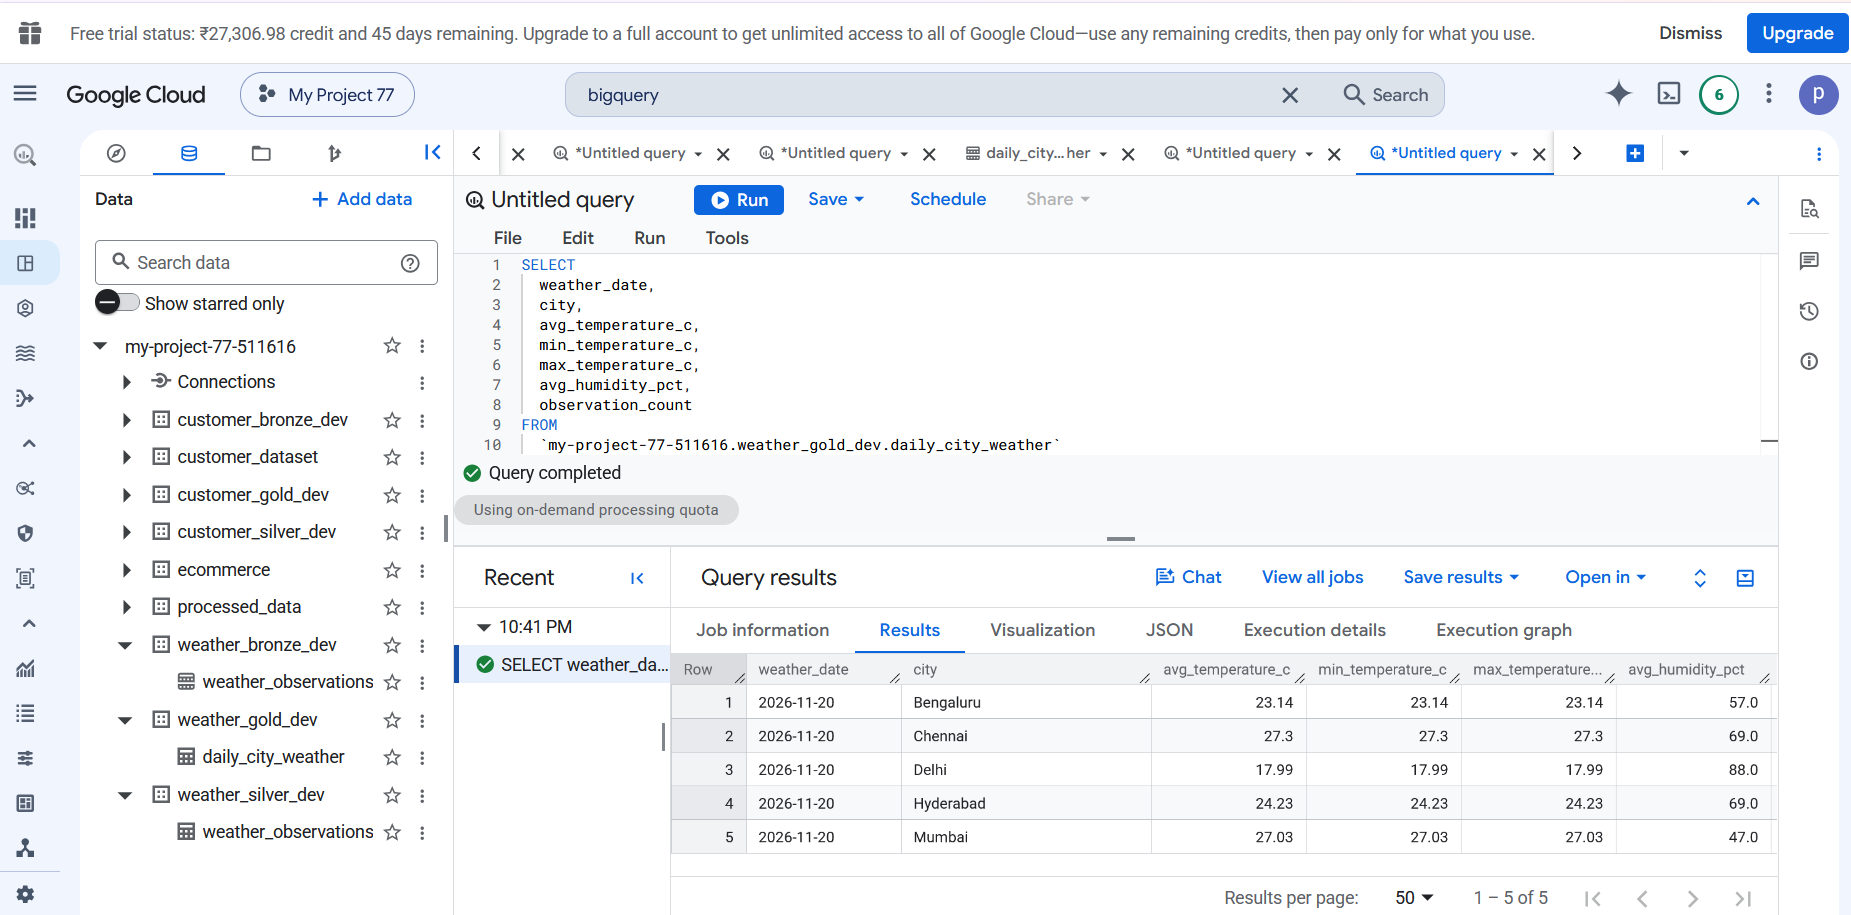 Free trial status: ₹27,306.98 credit and 45 days remaining. Upgrade to a full account to get unlimited access to all of Google Cloud—use any remaining credits, then pay only for what you use.
Dismiss
Upgrade
Google Cloud
My Project 77
bigquery
Search
6
p
*Untitled query
*Untitled query
daily_city...her
*Untitled query
*Untitled query
Data
Add data
Search data
Show starred only
my-project-77-511616
Connections
customer_bronze_dev
customer_dataset
customer_gold_dev
customer_silver_dev
ecommerce
processed_data
weather_bronze_dev
weather_observations
weather_gold_dev
daily_city_weather
weather_silver_dev
weather_observations
Untitled query
Run
Save
Schedule
Share
File Edit Run Tools
1 SELECT
2 weather_date,
3 city,
4 avg_temperature_c,
5 min_temperature_c,
6 max_temperature_c,
7 avg_humidity_pct,
8 observation_count
9 FROM
10 `my-project-77-511616.weather_gold_dev.daily_city_weather`
Query completed
Using on-demand processing quota
Recent
10:41 PM
SELECT weather_da...
Query results
Chat
View all jobs
Save results
Open in
Job information Results Visualization JSON Execution details Execution graph
Row weather_date city avg_temperature_c min_temperature_c max_temperature... avg_humidity_pct
1 2026-11-20 Bengaluru 23.14 23.14 23.14 57.0
2 2026-11-20 Chennai 27.3 27.3 27.3 69.0
3 2026-11-20 Delhi 17.99 17.99 17.99 88.0
4 2026-11-20 Hyderabad 24.23 24.23 24.23 69.0
5 2026-11-20 Mumbai 27.03 27.03 27.03 47.0
Results per page: 50 1 – 5 of 5